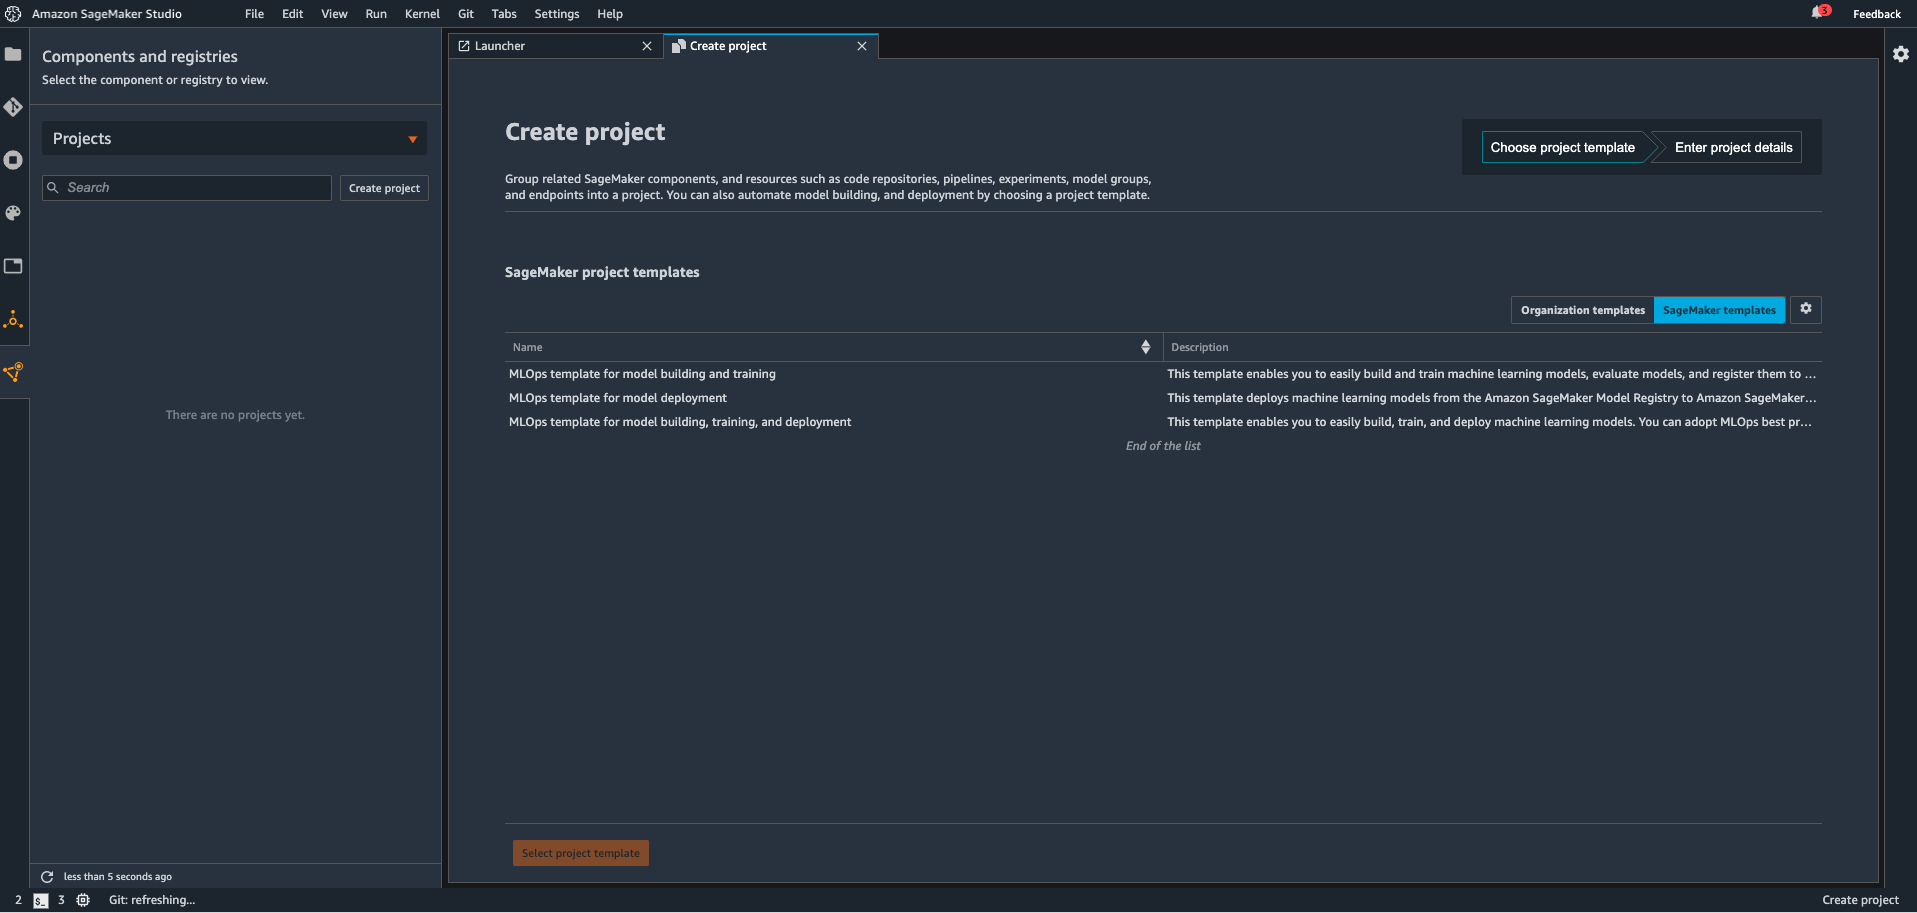 Amazon SageMaker Studio File Edit View Run Kernel Git Tabs Settings Help 3 Feedback
Components and registries
Select the component or registry to view.
Projects
Search Create project
There are no projects yet.
less than 5 seconds ago
Launcher Create project
Create project
Choose project template Enter project details
Group related SageMaker components, and resources such as code repositories, pipelines, experiments, model groups,
and endpoints into a project. You can also automate model building, and deployment by choosing a project template.
SageMaker project templates
Organization templates SageMaker templates
Name Description
MLOps template for model building and training This template enables you to easily build and train machine learning models, evaluate models, and register them to ...
MLOps template for model deployment This template deploys machine learning models from the Amazon SageMaker Model Registry to Amazon SageMaker...
MLOps template for model building, training, and deployment This template enables you to easily build, train, and deploy machine learning models. You can adopt MLOps best pr...
End of the list
Select project template
2 $_ 3 Git: refreshing... Create project